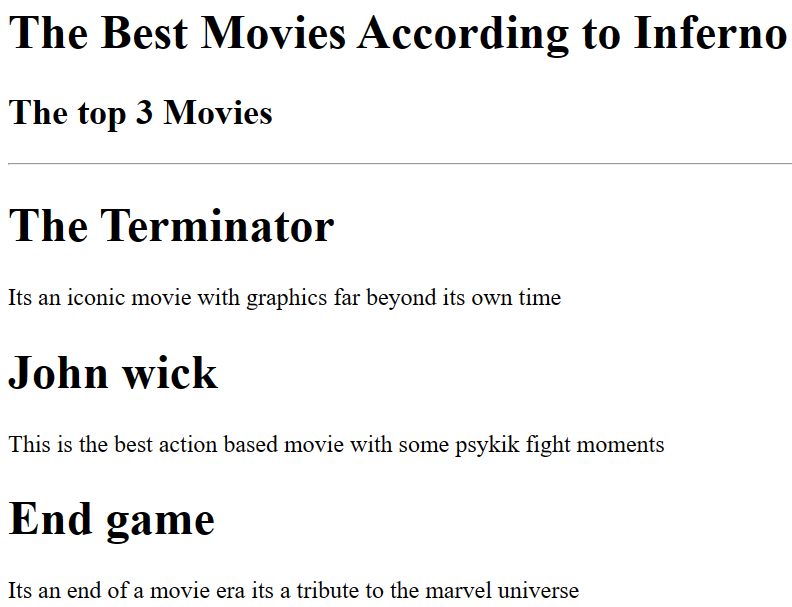 The Best Movies According to Inferno
The top 3 Movies
The Terminator
Its an iconic movie with graphics far beyond its own time
John wick
This is the best action based movie with some psykik fight moments
End game
Its an end of a movie era its a tribute to the marvel universe